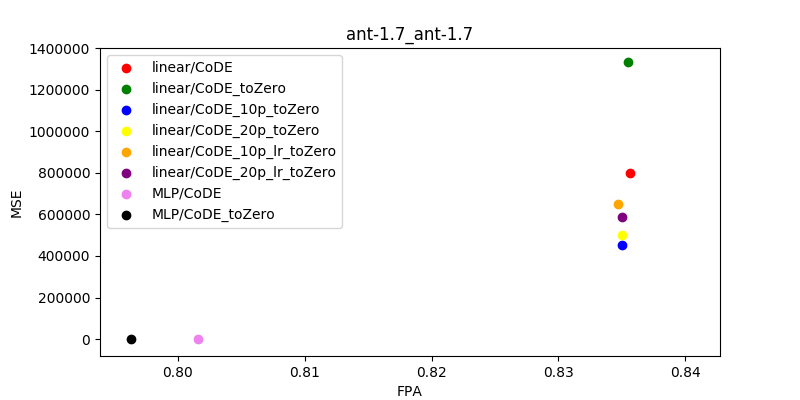 ant-1.7_ant-1.7
1400000
1200000
1000000
800000
600000
400000
200000
0
MSE
linear/CoDE
linear/CoDE_toZero
linear/CoDE_10p_toZero
linear/CoDE_20p_toZero
linear/CoDE_10p_lr_toZero
linear/CoDE_20p_lr_toZero
MLP/CoDE
MLP/CoDE_toZero
0.80 0.81 0.82 0.83 0.84
FPA